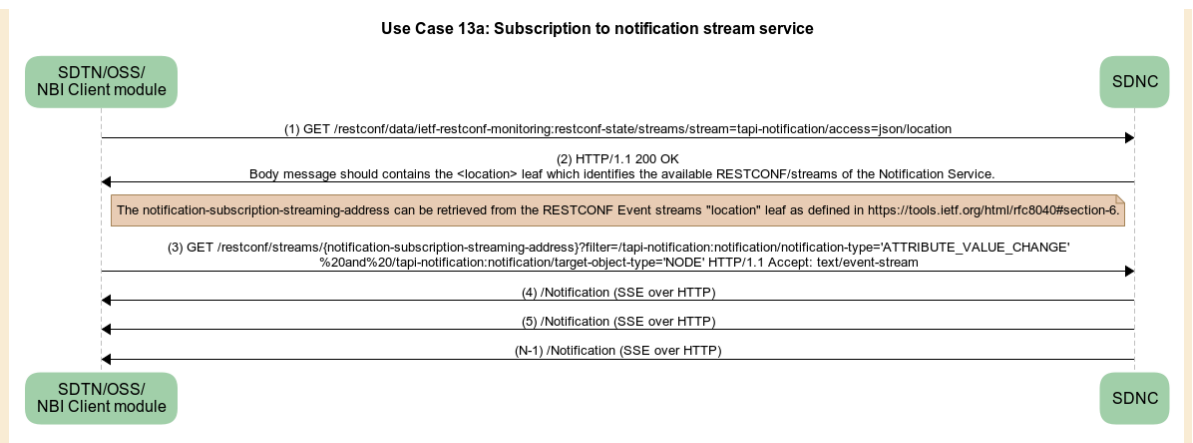 Use Case 13a: Subscription to notification stream service
SDTN/OSS/
NBI Client module
SDNC
(1) GET /restconf/data/ietf-restconf-monitoring:restconf-state/streams/stream=tapi-notification/access=json/location
(2) HTTP/1.1 200 OK
Body message should contains the <location> leaf which identifies the available RESTCONF/streams of the Notification Service.
The notification-subscription-streaming-address can be retrieved from the RESTCONF Event streams "location" leaf as defined in https://tools.ietf.org/html/rfc8040#section-6.
(3) GET /restconf/streams/{notification-subscription-streaming-address}?filter=/tapi-notification:notification/notification-type='ATTRIBUTE_VALUE_CHANGE'
%20and%20/tapi-notification:notification/target-object-type='NODE' HTTP/1.1 Accept: text/event-stream
(4) /Notification (SSE over HTTP)
(5) /Notification (SSE over HTTP)
(N-1) /Notification (SSE over HTTP)
SDTN/OSS/
NBI Client module
SDNC